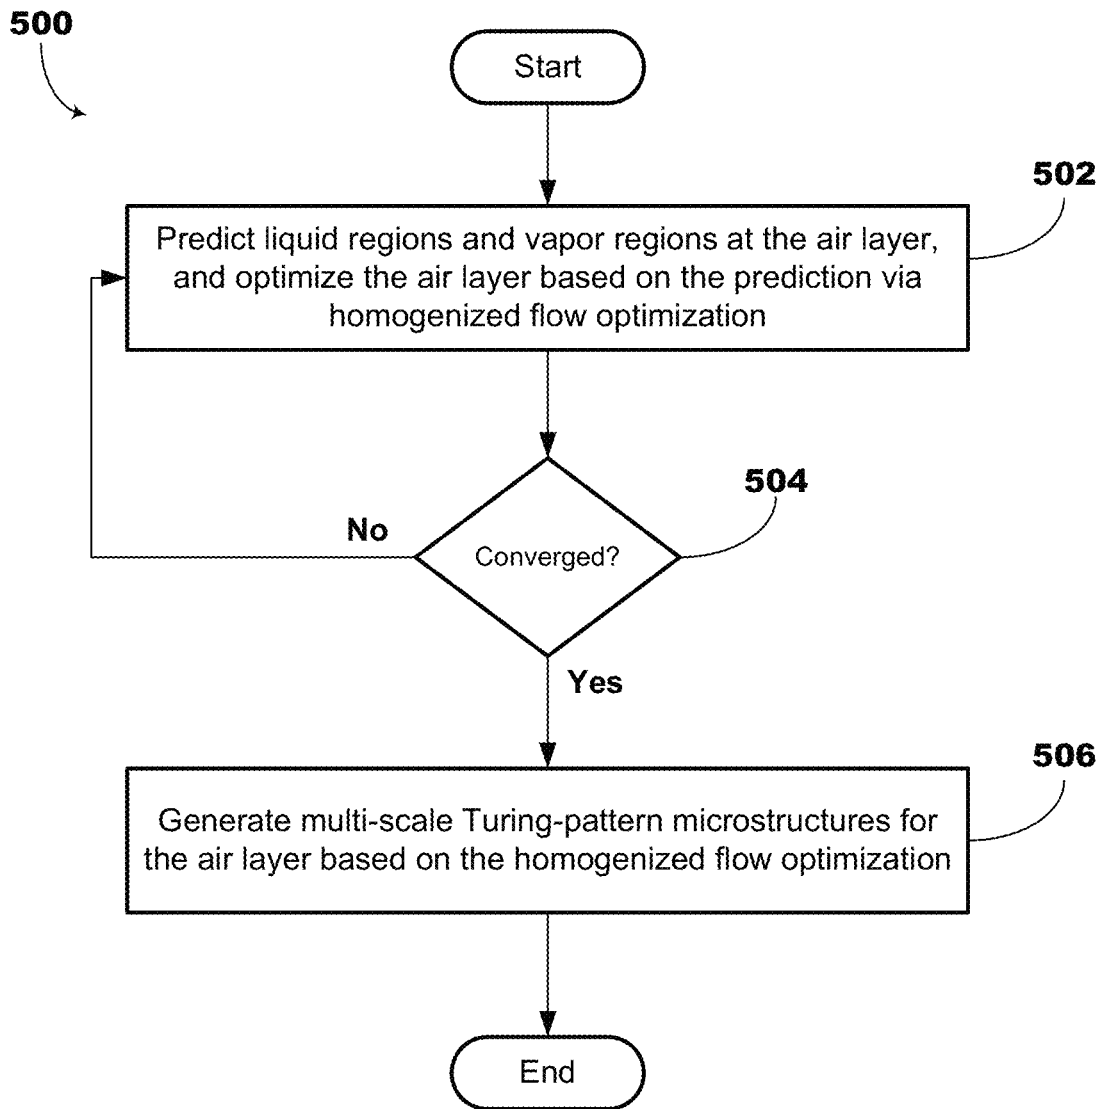 500
Start
502
Predict liquid regions and vapor regions at the air layer,
and optimize the air layer based on the prediction via
homogenized flow optimization
504
No
Converged?
Yes
506
Generate multi-scale Turing-pattern microstructures for
the air layer based on the homogenized flow optimization
End